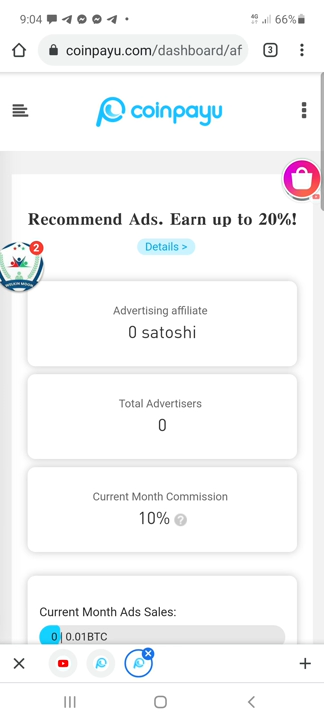 9:04
4G
66%
coinpayu.com/dashboard/af
3
coinpayu
Recommend Ads. Earn up to 20%!
Details >
2
Advertising affiliate
0 satoshi
Total Advertisers
0
Current Month Commission
10% ?
Current Month Ads Sales:
0 | 0.01BTC